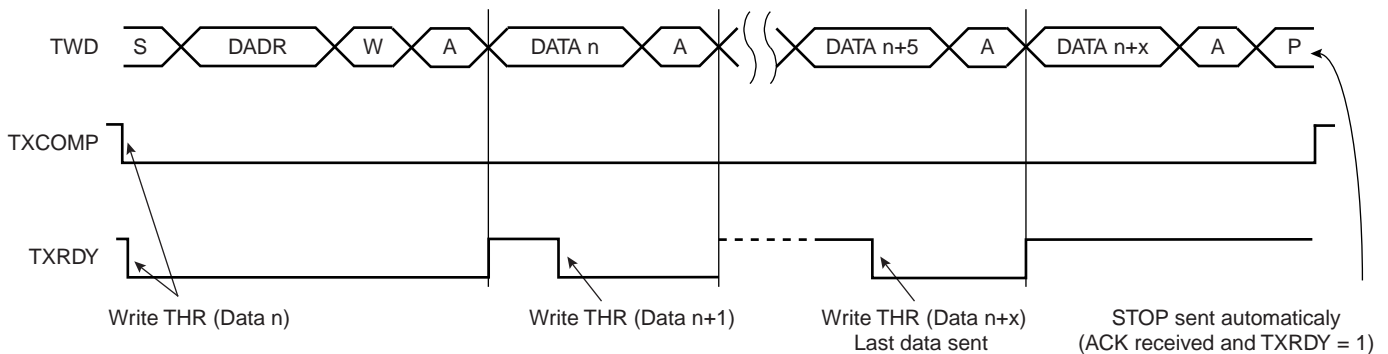 TWD S DADR W A DATA n A DATA n+5 A DATA n+x A P
TXCOMP
TXRDY
Write THR (Data n)
Write THR (Data n+1)
Write THR (Data n+x)
Last data sent
STOP sent automaticaly
(ACK received and TXRDY = 1)